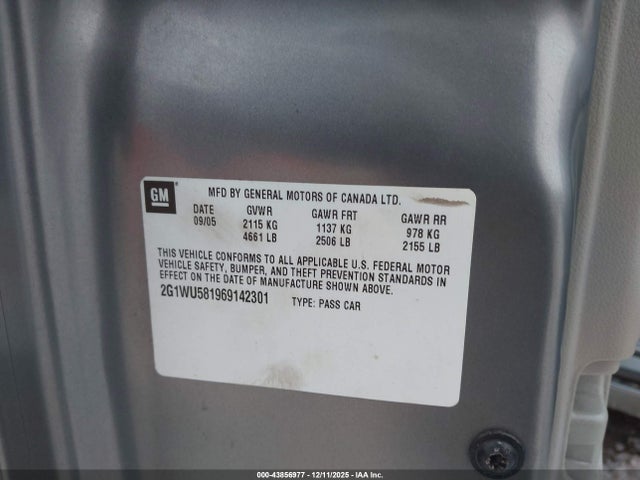 GM
MFD BY GENERAL MOTORS OF CANADA LTD.
DATE GVWR GAWR FRT GAWR RR
09/05 2115 KG 1137 KG 978 KG
4661 LB 2506 LB 2155 LB
THIS VEHICLE CONFORMS TO ALL APPLICABLE U.S. FEDERAL MOTOR
VEHICLE SAFETY, BUMPER, AND THEFT PREVENTION STANDARDS IN
EFFECT ON THE DATE OF MANUFACTURE SHOWN ABOVE.
2G1WU581969142301 TYPE: PASS CAR
000-43856977 - 12/11/2025 - IAA Inc.